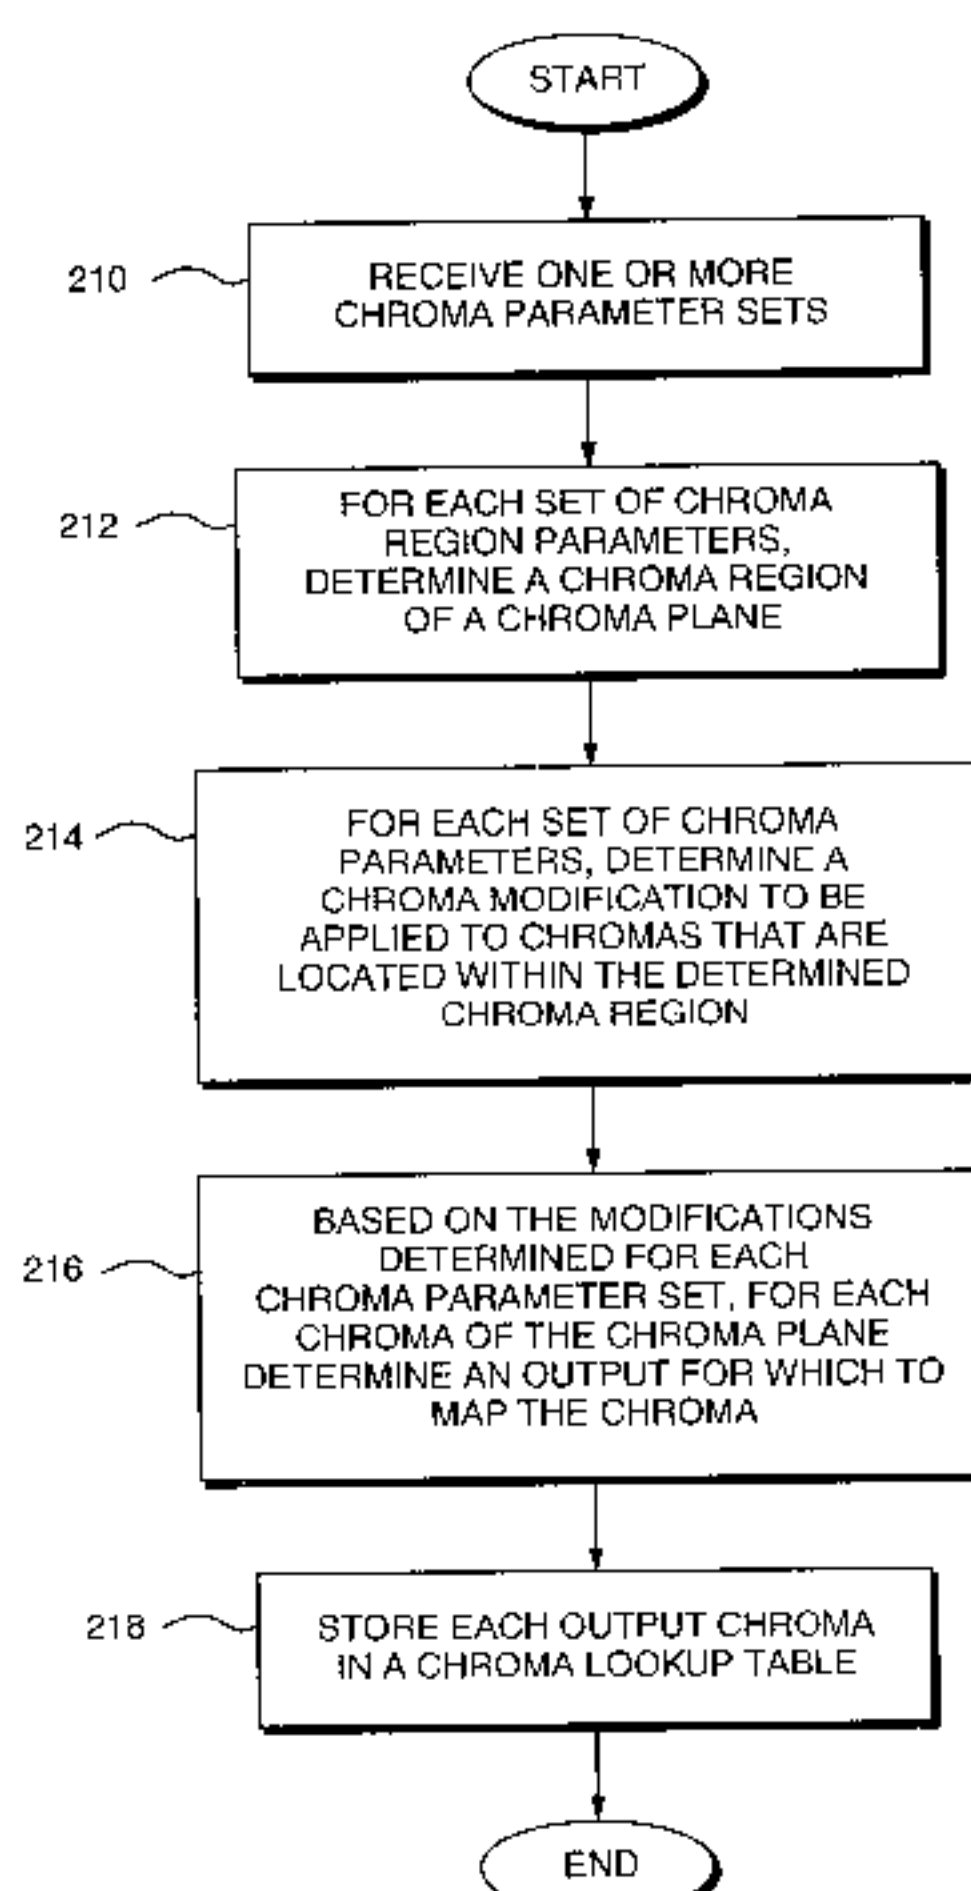 START
210
RECEIVE ONE OR MORE
CHROMA PARAMETER SETS
212
FOR EACH SET OF CHROMA
REGION PARAMETERS,
DETERMINE A CHROMA REGION
OF A CHROMA PLANE
214
FOR EACH SET OF CHROMA
PARAMETERS, DETERMINE A
CHROMA MODIFICATION TO BE
APPLIED TO CHROMAS THAT ARE
LOCATED WITHIN THE DETERMINED
CHROMA REGION
216
BASED ON THE MODIFICATIONS
DETERMINED FOR EACH
CHROMA PARAMETER SET, FOR EACH
CHROMA OF THE CHROMA PLANE
DETERMINE AN OUTPUT FOR WHICH TO
MAP THE CHROMA
218
STORE EACH OUTPUT CHROMA
IN A CHROMA LOOKUP TABLE
END